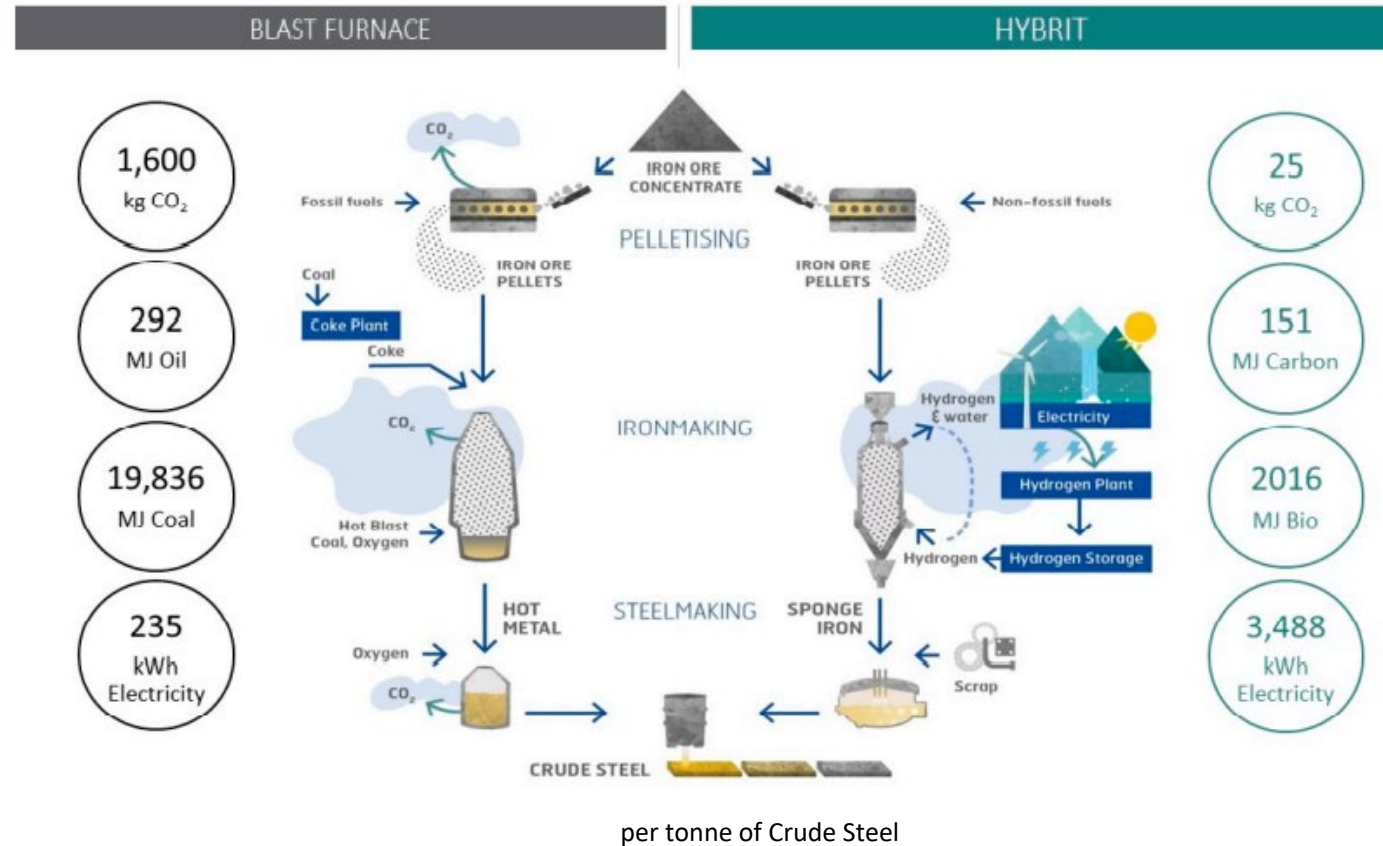 BLAST FURNACE
HYBRIT
1,600
kg CO₂
292
MJ Oil
19,836
MJ Coal
235
kWh
Electricity
CO₂
Fossil fuels
IRON ORE
CONCENTRATE
Non-fossil fuels
PELLETISING
IRON ORE
PELLETS
IRON ORE
PELLETS
Coal
Coke Plant
Coke
CO₂
IRONMAKING
Hydrogen
& water
Electricity
Hydrogen Plant
Hot Blast
Coal, Oxygen
Hydrogen
Hydrogen Storage
HOT
METAL
STEELMAKING
SPONGE
IRON
Oxygen
CO₂
Scrap
CRUDE STEEL
25
kg CO₂
151
MJ Carbon
2016
MJ Bio
3,488
kWh
Electricity
per tonne of Crude Steel